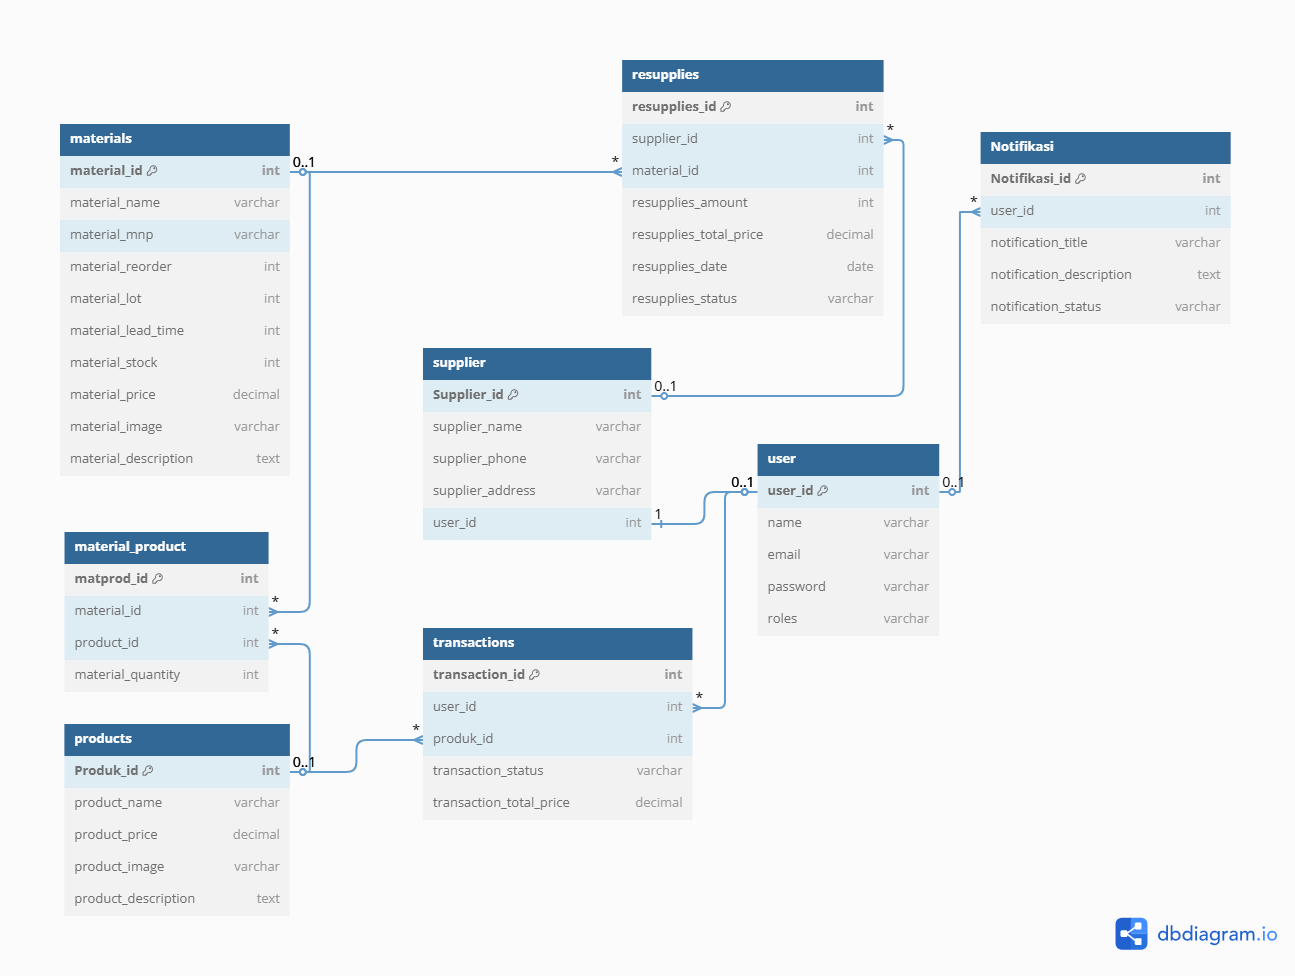 resupplies
resupplies_id int
supplier_id int
material_id int
resupplies_amount int
resupplies_total_price decimal
resupplies_date date
resupplies_status varchar
*
*
materials
material_id int
material_name varchar
material_mnp varchar
material_reorder int
material_lot int
material_lead_time int
material_stock int
material_price decimal
material_image varchar
material_description text
0..1
Notifikasi
Notifikasi_id int
user_id int
notification_title varchar
notification_description text
notification_status varchar
*
supplier
Supplier_id int
supplier_name varchar
supplier_phone varchar
supplier_address varchar
user_id int
0..1
1
user
user_id int
name varchar
email varchar
password varchar
roles varchar
0..1
0..1
material_product
matprod_id int
material_id int
product_id int
material_quantity int
*
*
transactions
transaction_id int
user_id int
produk_id int
transaction_status varchar
transaction_total_price decimal
*
*
products
Produk_id int
product_name varchar
product_price decimal
product_image varchar
product_description text
0..1
dbdiagram.io